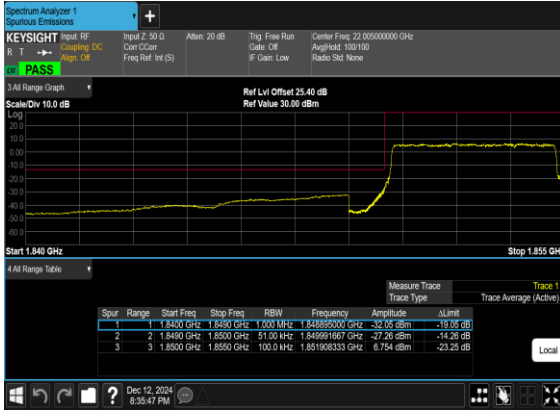 Spectrum Analyzer 1
Spurious Emissions
+
KEYSIGHT Input: RF Input Z: 50 Ω Atten: 20 dB Trig: Free Run Center Freq: 22.005000000 GHz
R T Coupling: DC Corr CCorr Gate: Off Avg|Hold: 100/100
Align: Off Freq Ref: Int (S) IF Gain: Low Radio Std: None
PASS
3 All Range Graph Ref Lvl Offset 25.40 dB
Scale/Div 10.0 dB Ref Value 30.00 dBm
Log
20.0
10.0
0.00
-10.0
-20.0
-30.0
-40.0
-50.0
-60.0
Start 1.840 GHz Stop 1.855 GH
4 All Range Table
Measure Trace Trace 1
Trace Type Trace Average (Active)
Spur Range Start Freq Stop Freq RBW Frequency Amplitude ΔLimit
1 1 1.8400 GHz 1.8490 GHz 1.000 MHz 1.848895000 GHz -32.05 dBm -19.05 dB
2 2 1.8490 GHz 1.8500 GHz 51.00 kHz 1.849991667 GHz -27.26 dBm -14.26 dB
3 3 1.8500 GHz 1.8550 GHz 100.0 kHz 1.851908333 GHz 6.754 dBm -23.25 dB
Local
? Dec 12, 2024
8:35:47 PM